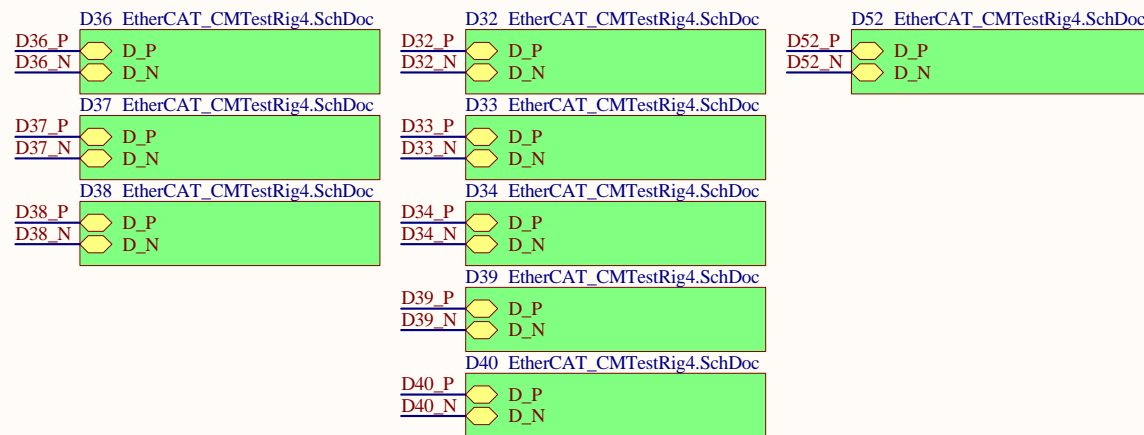 D36 EtherCAT_CMTestRig4.SchDoc
D36_P
D_P
D36_N
D_N
D37 EtherCAT_CMTestRig4.SchDoc
D37_P
D_P
D37_N
D_N
D38 EtherCAT_CMTestRig4.SchDoc
D38_P
D_P
D38_N
D_N
D32 EtherCAT_CMTestRig4.SchDoc
D32_P
D_P
D32_N
D_N
D33 EtherCAT_CMTestRig4.SchDoc
D33_P
D_P
D33_N
D_N
D34 EtherCAT_CMTestRig4.SchDoc
D34_P
D_P
D34_N
D_N
D39 EtherCAT_CMTestRig4.SchDoc
D39_P
D_P
D39_N
D_N
D40 EtherCAT_CMTestRig4.SchDoc
D40_P
D_P
D40_N
D_N
D52 EtherCAT_CMTestRig4.SchDoc
D52_P
D_P
D52_N
D_N